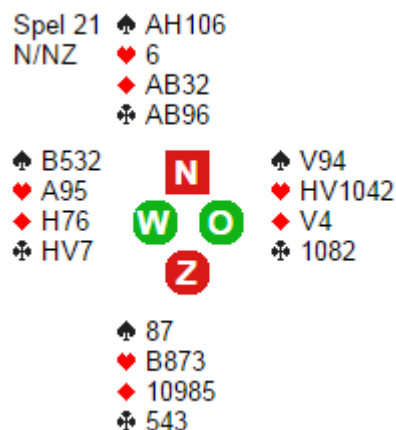 Spel 21 ♠ AH106
N/NZ ♥ 6
♦ AB32
♣ AB96
♠ B532 N ♠ V94
♥ A95 ♥ HV1042
♦ H76 W O ♦ V4
♣ HV7 ♣ 1082
Z
♠ 87
♥ B873
♦ 10985
♣ 543